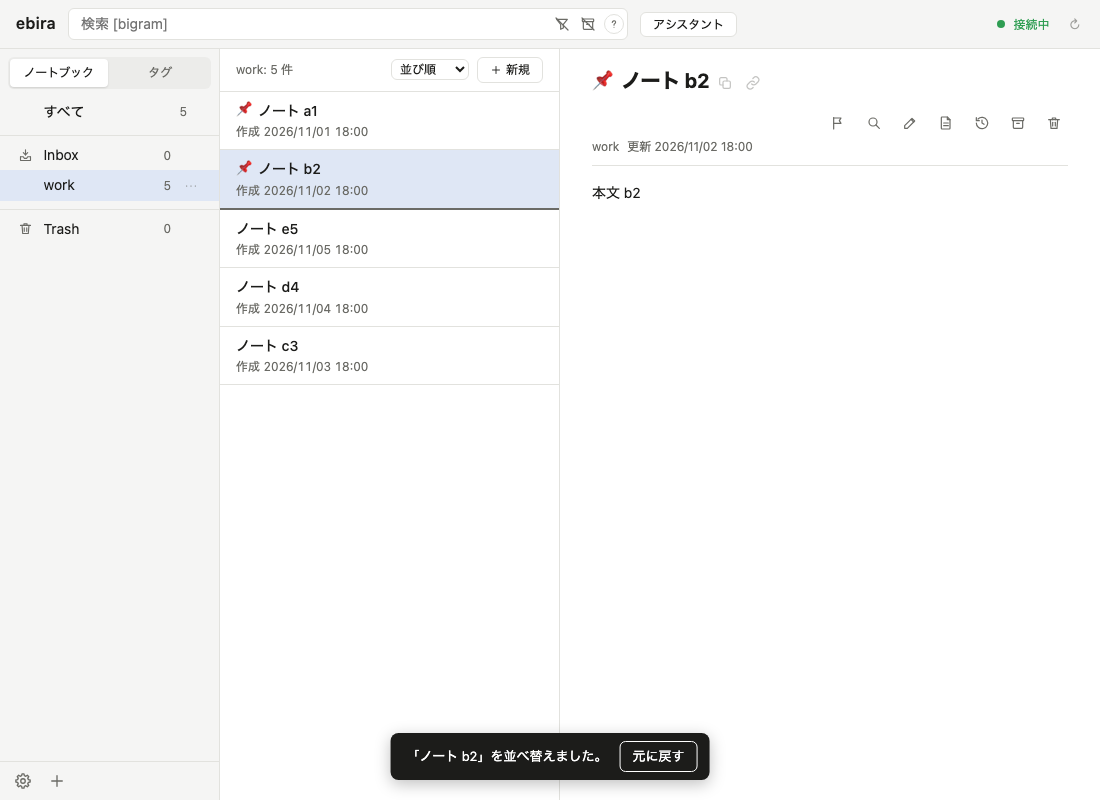 ebira
検索 [bigram]
?
アシスタント
接続中
ノートブック
タグ
すべて 5
Inbox 0
work 5 …
Trash 0
work: 5 件
並び順
+ 新規
ノート a1
作成 2026/11/01 18:00
ノート b2
作成 2026/11/02 18:00
ノート e5
作成 2026/11/05 18:00
ノート d4
作成 2026/11/04 18:00
ノート c3
作成 2026/11/03 18:00
ノート b2
work 更新 2026/11/02 18:00
本文 b2
「ノート b2」を並べ替えました。
元に戻す